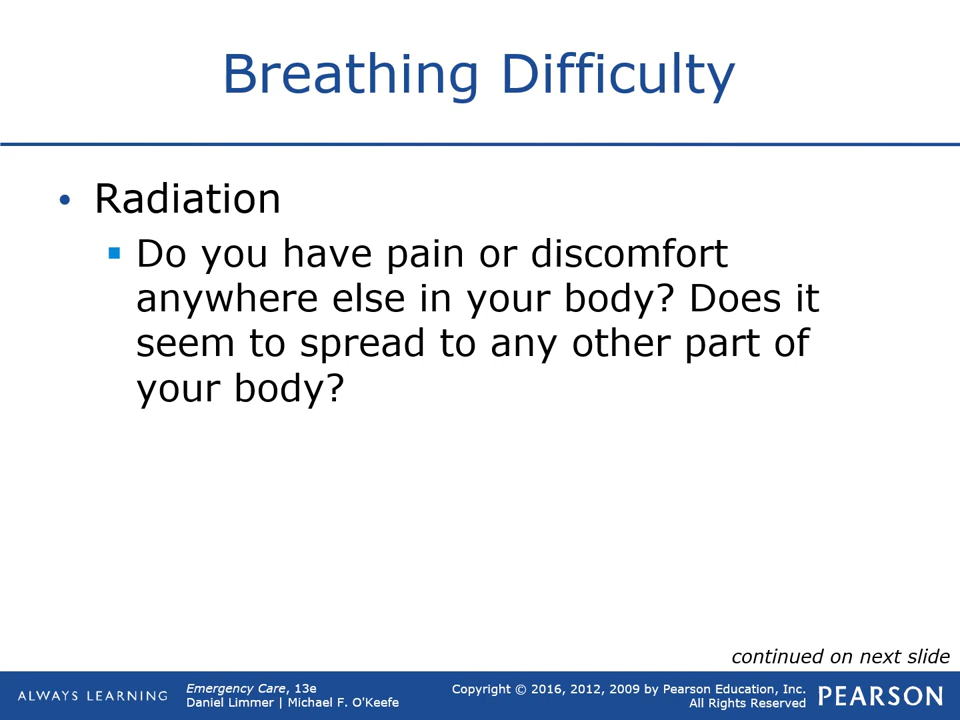 Breathing Difficulty
• Radiation
▪ Do you have pain or discomfort
anywhere else in your body? Does it
seem to spread to any other part of
your body?
continued on next slide
ALWAYS LEARNING
Emergency Care, 13e
Daniel Limmer | Michael F. O'Keefe
Copyright © 2016, 2012, 2009 by Pearson Education, Inc.
All Rights Reserved
PEARSON